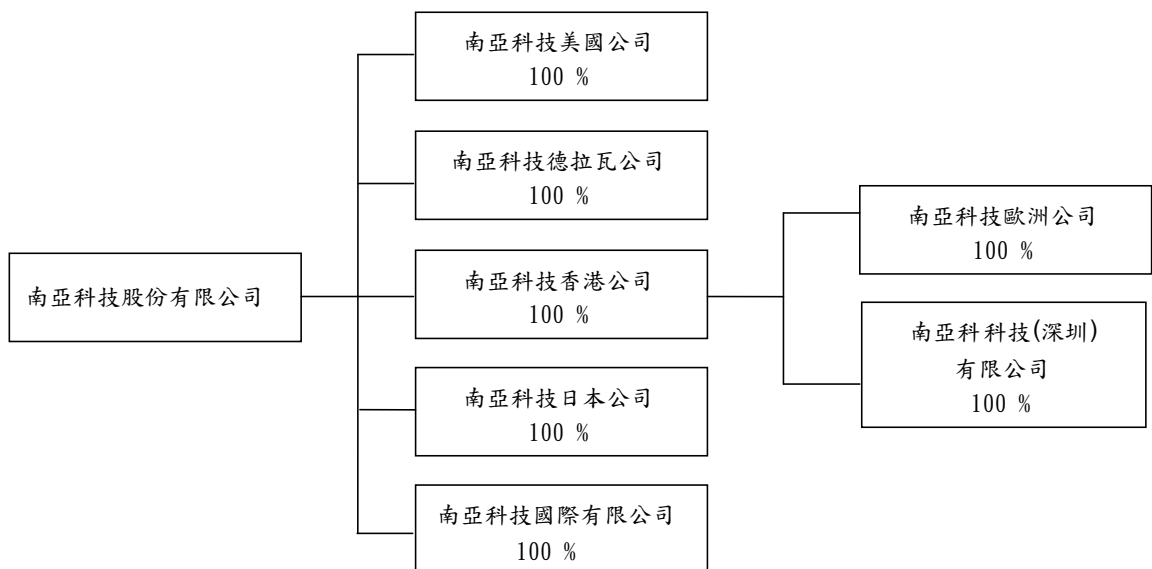 南亞科技股份有限公司
南亞科技美國公司
100 %
南亞科技德拉瓦公司
100 %
南亞科技香港公司
100 %
南亞科技日本公司
100 %
南亞科技國際有限公司
100 %
南亞科技歐洲公司
100 %
南亞科科技(深圳)
有限公司
100 %